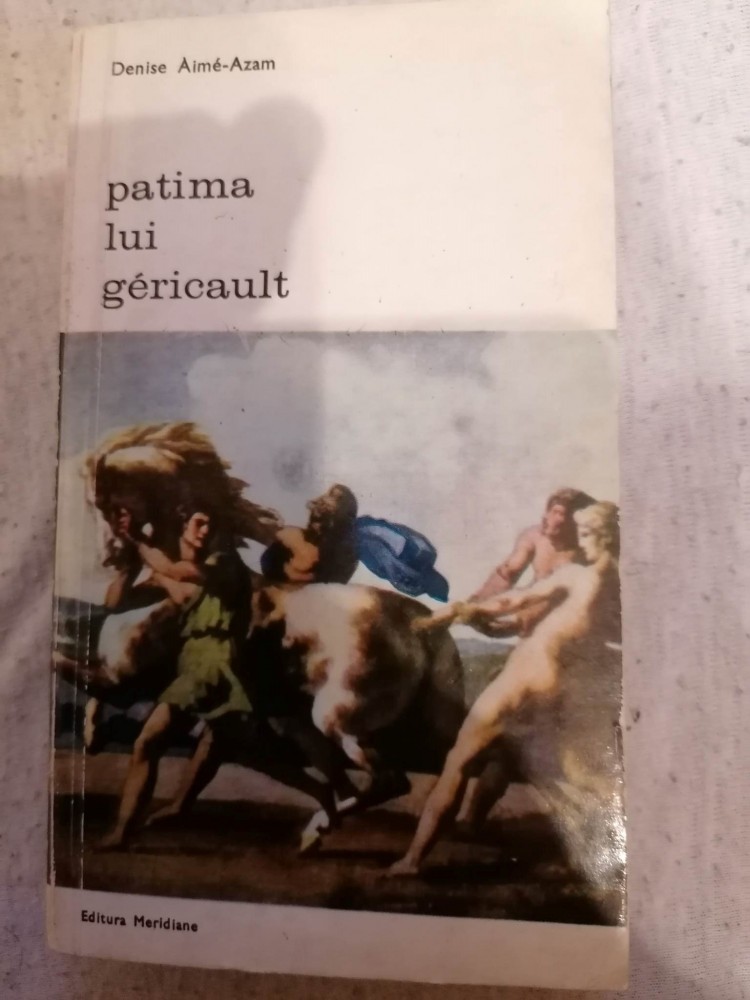 Denise Aimé-Azam
patima
lui
géricault
Editura Meridiane